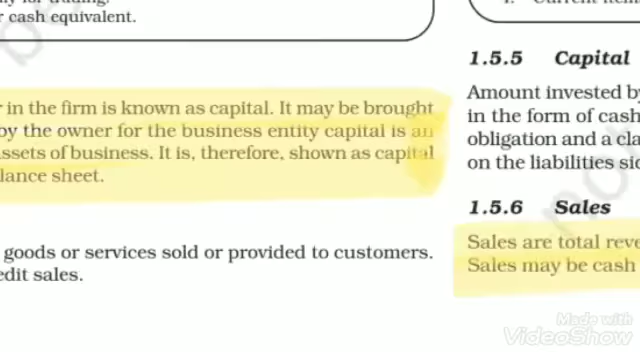 cash equivalent.
r in the firm is known as capital. It may be brought
by the owner for the business entity capital is an
ssets of business. It is, therefore, shown as capital
lance sheet.
goods or services sold or provided to customers.
edit sales.
1.5.5 Capital
Amount invested by
in the form of cash
obligation and a cla
on the liabilities sid
1.5.6 Sales
Sales are total reve
Sales may be cash
Made with
VideoShow